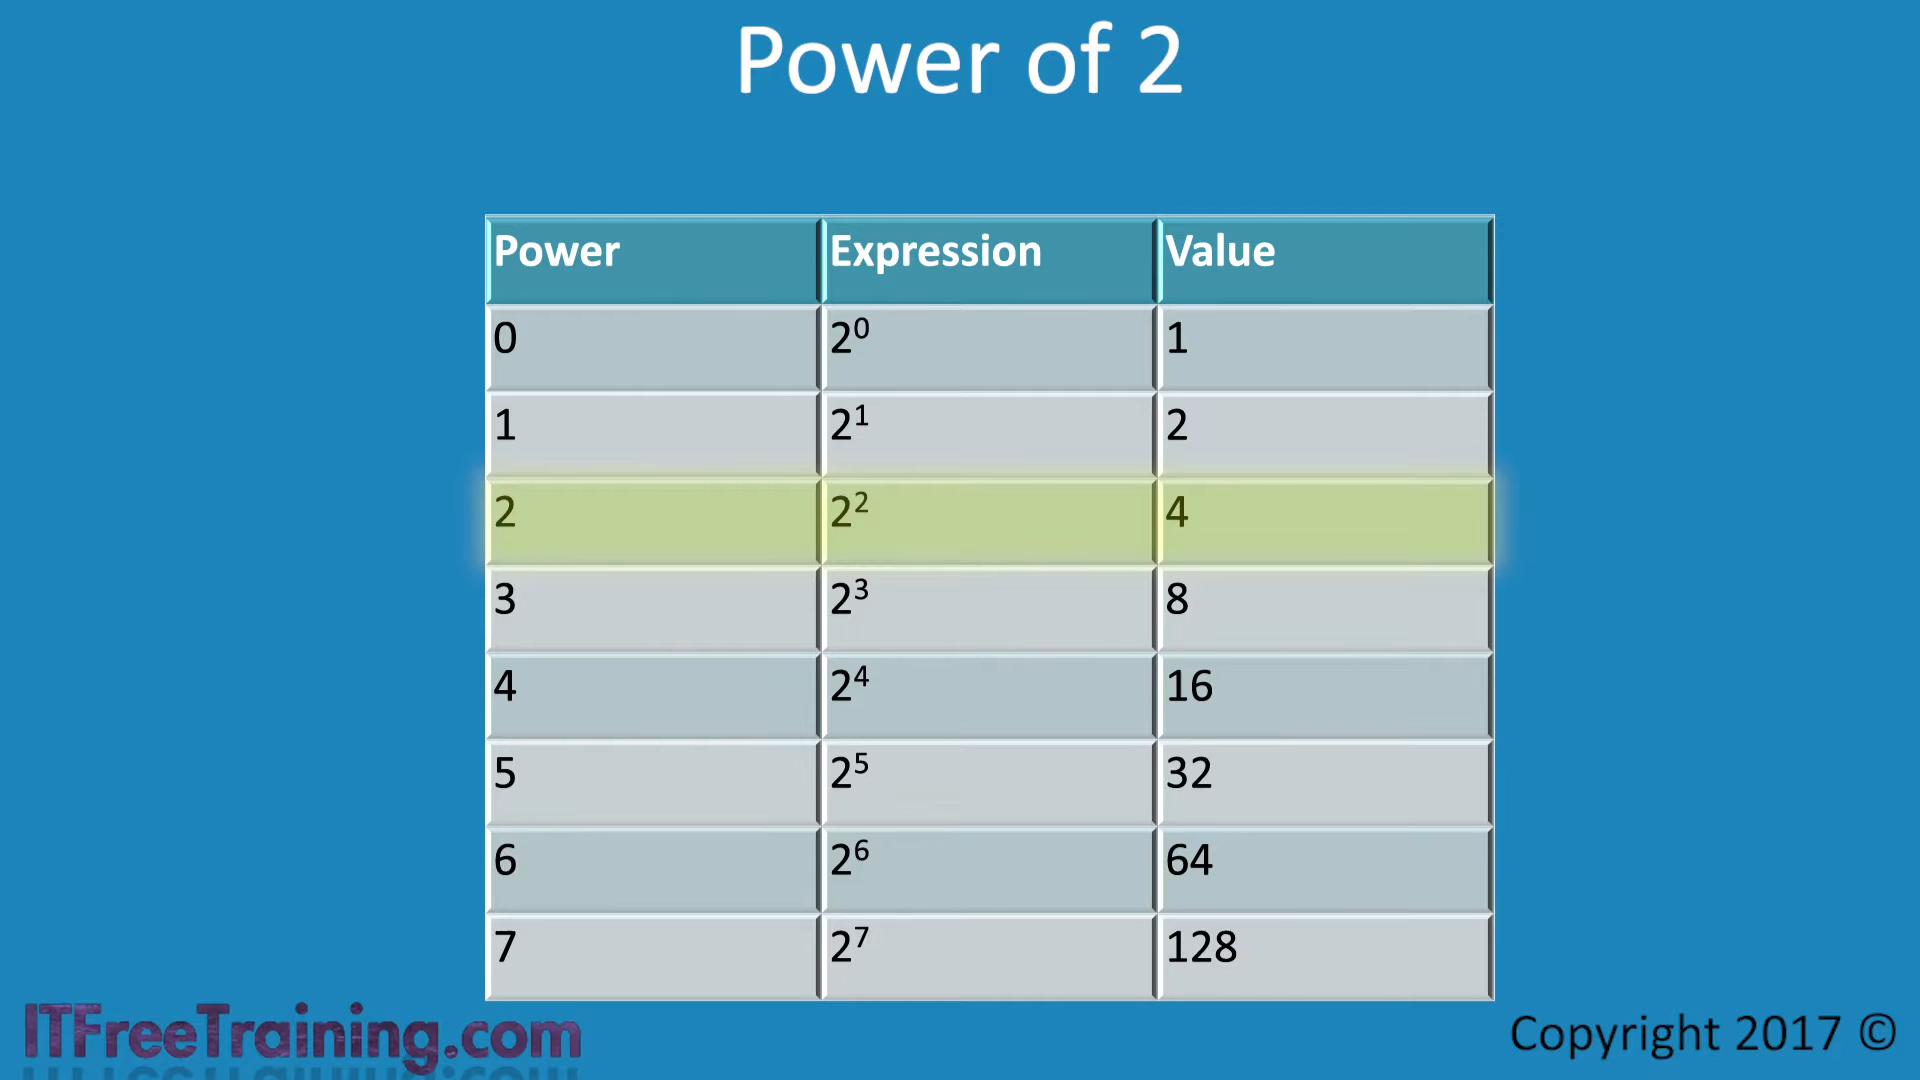 Power of 2
Power Expression Value
0 2⁰ 1
1 2¹ 2
2 2² 4
3 2³ 8
4 2⁴ 16
5 2⁵ 32
6 2⁶ 64
7 2⁷ 128
ITFreeTraining.com
Copyright 2017 ©